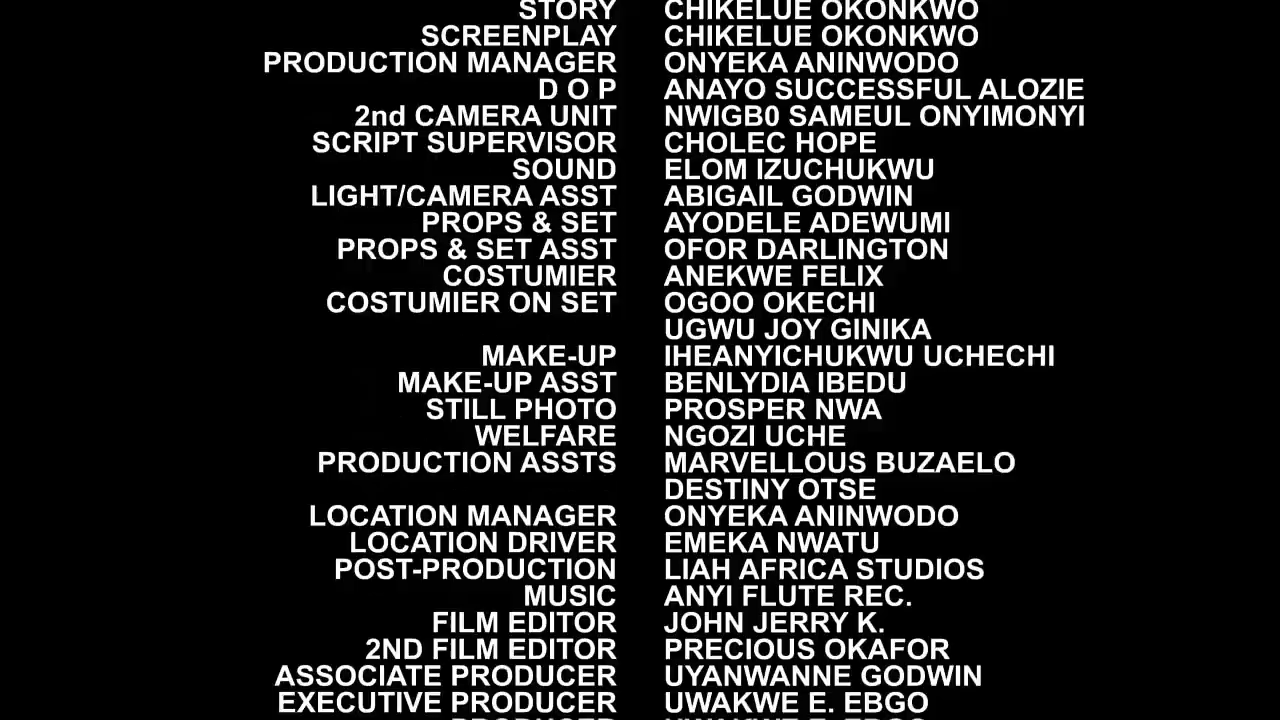 STORY CHIKELUE OKONKWO
SCREENPLAY CHIKELUE OKONKWO
PRODUCTION MANAGER ONYEKA ANINWODO
D O P ANAYO SUCCESSFUL ALOZIE
2nd CAMERA UNIT NWIGB0 SAMEUL ONYIMONYI
SCRIPT SUPERVISOR CHOLEC HOPE
SOUND ELOM IZUCHUKWU
LIGHT/CAMERA ASST ABIGAIL GODWIN
PROPS & SET AYODELE ADEWUMI
PROPS & SET ASST OFOR DARLINGTON
COSTUMIER ANEKWE FELIX
COSTUMIER ON SET OGOO OKECHI
UGWU JOY GINIKA
MAKE-UP IHEANYICHUKWU UCHECHI
MAKE-UP ASST BENLYDIA IBEDU
STILL PHOTO PROSPER NWA
WELFARE NGOZI UCHE
PRODUCTION ASSTS MARVELLOUS BUZAELO
DESTINY OTSE
LOCATION MANAGER ONYEKA ANINWODO
LOCATION DRIVER EMEKA NWATU
POST-PRODUCTION LIAH AFRICA STUDIOS
MUSIC ANYI FLUTE REC.
FILM EDITOR JOHN JERRY K.
2ND FILM EDITOR PRECIOUS OKAFOR
ASSOCIATE PRODUCER UYANWANNE GODWIN
EXECUTIVE PRODUCER UWAKWE E. EBGO